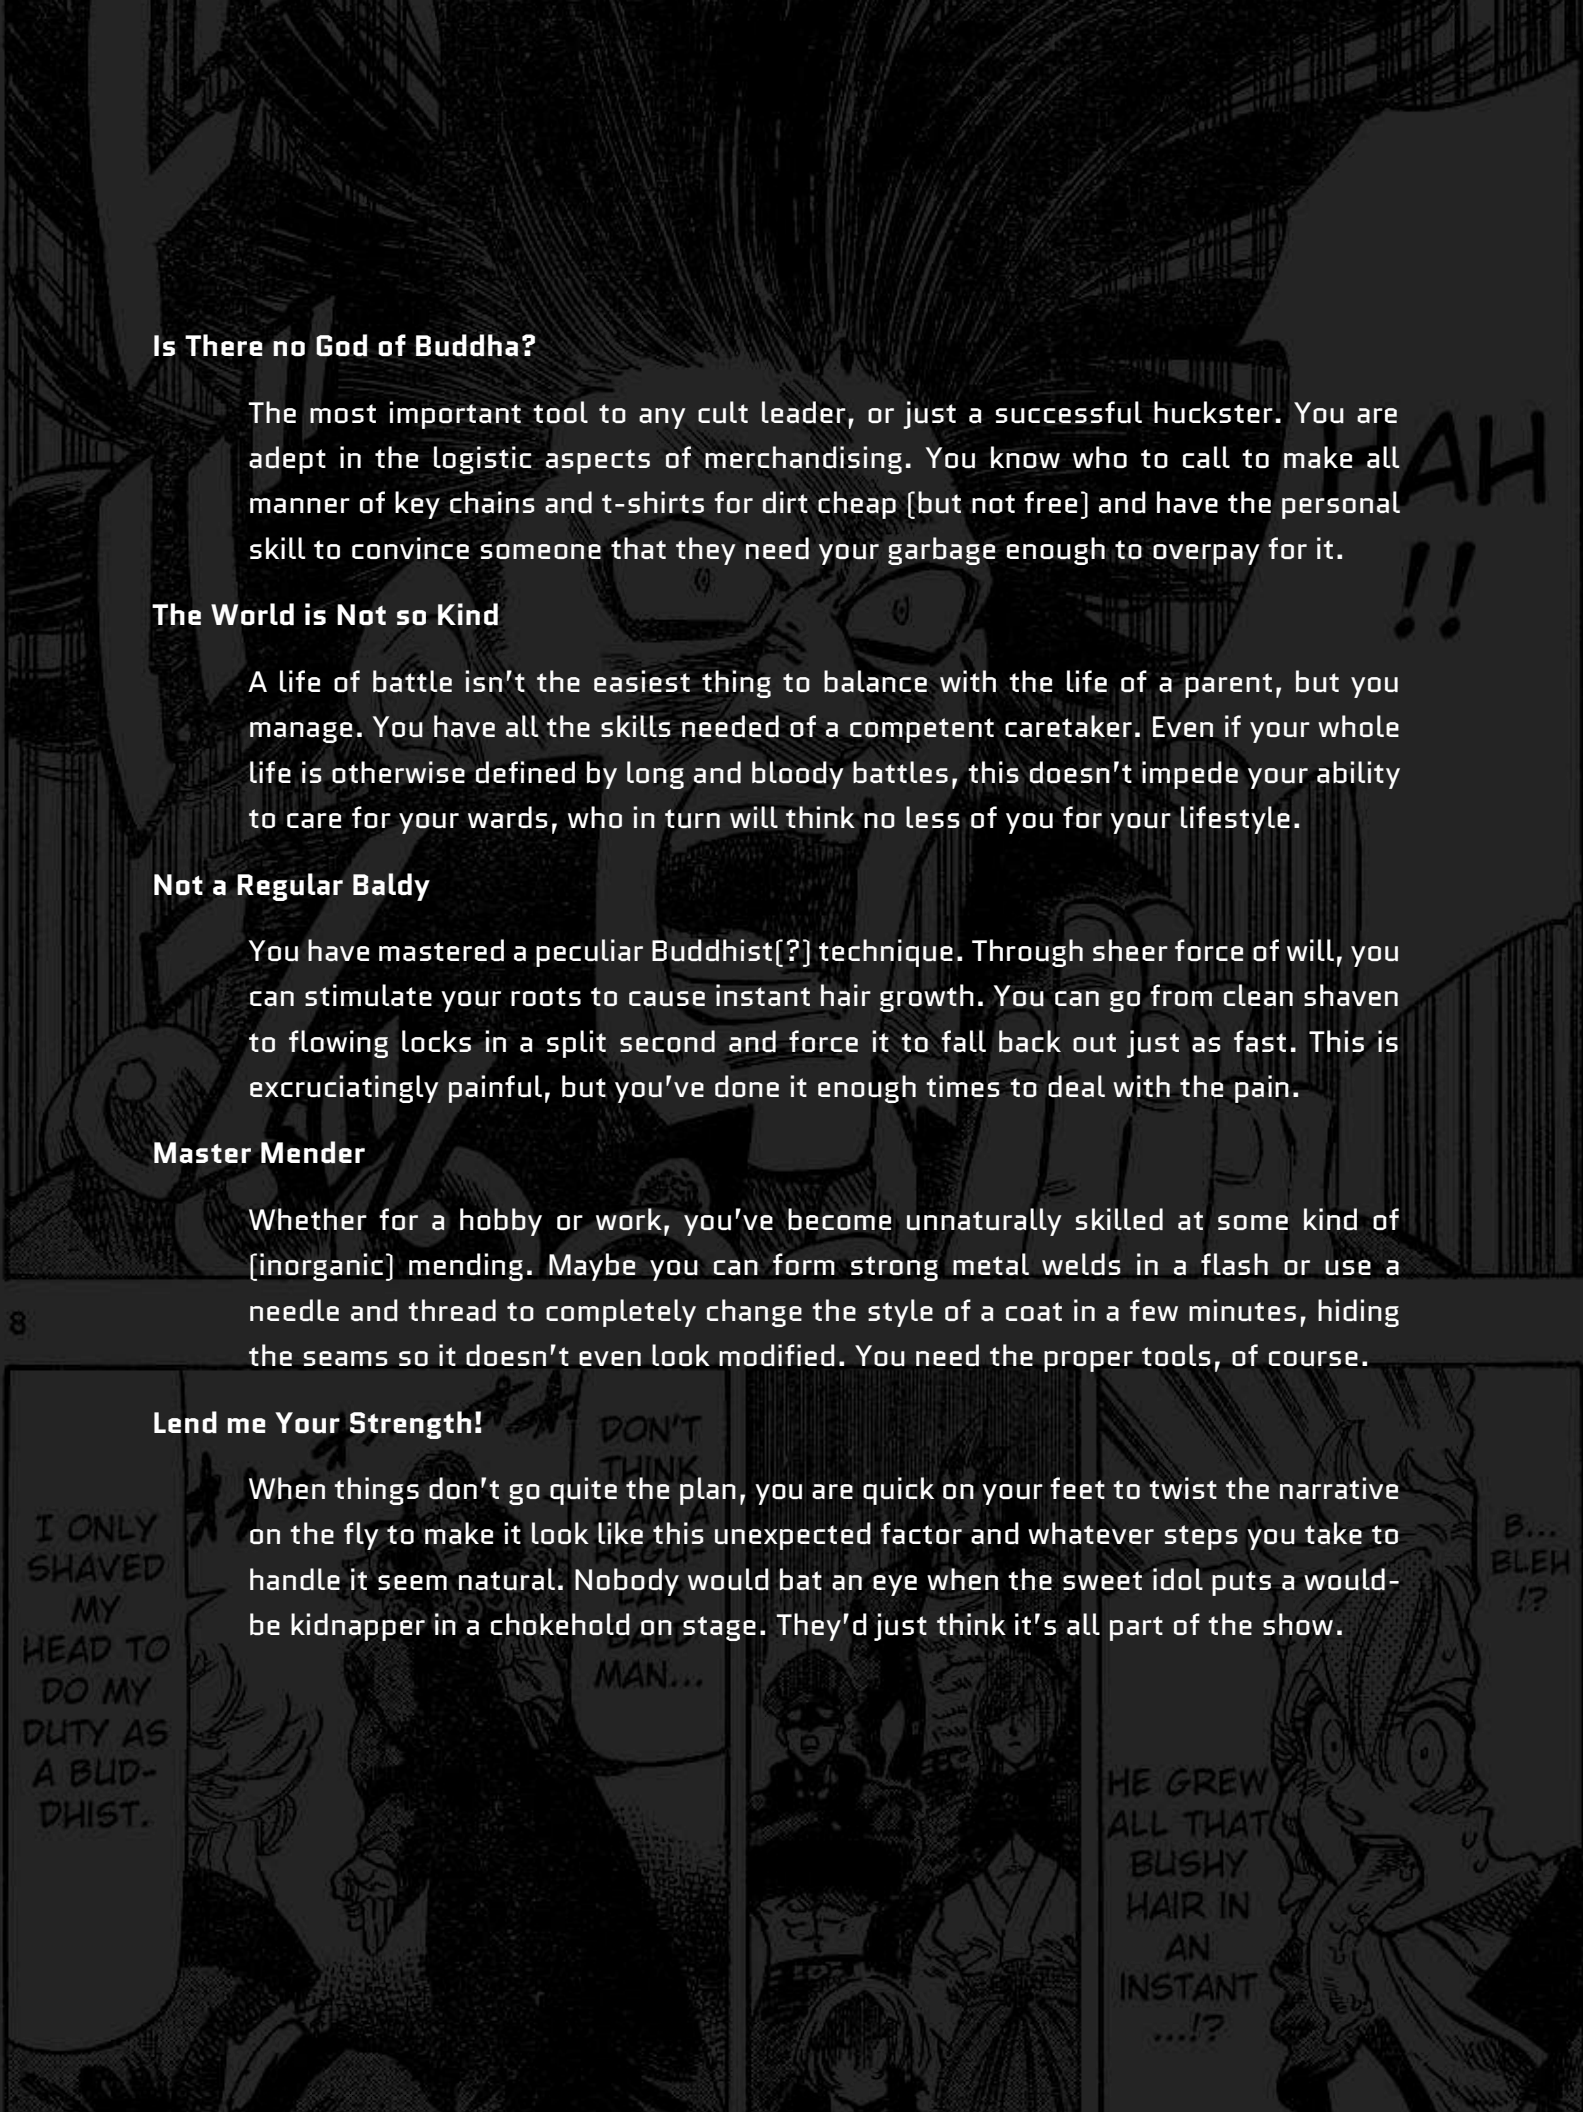 Is There no God of Buddha?
The most important tool to any cult leader, or just a successful huckster. You are
adept in the logistic aspects of merchandising. You know who to call to make all
manner of key chains and t-shirts for dirt cheap (but not free) and have the personal
skill to convince someone that they need your garbage enough to overpay for it.
The World is Not so Kind
A life of battle isn't the easiest thing to balance with the life of a parent, but you
manage. You have all the skills needed of a competent caretaker. Even if your whole
life is otherwise defined by long and bloody battles, this doesn't impede your ability
to care for your wards, who in turn will think no less of you for your lifestyle.
Not a Regular Baldy
You have mastered a peculiar Buddhist(?) technique. Through sheer force of will, you
can stimulate your roots to cause instant hair growth. You can go from clean shaven
to flowing locks in a split second and force it to fall back out just as fast. This is
excruciatingly painful, but you've done it enough times to deal with the pain.
Master Mender
Whether for a hobby or work, you've become unnaturally skilled at some kind of
(inorganic) mending. Maybe you can form strong metal welds in a flash or use a
needle and thread to completely change the style of a coat in a few minutes, hiding
the seams so it doesn't even look modified. You need the proper tools, of course.
Lend me Your Strength!
When things don't go quite the plan, you are quick on your feet to twist the narrative
on the fly to make it look like this unexpected factor and whatever steps you take to
handle it seem natural. Nobody would bat an eye when the sweet idol puts a would-
be kidnapper in a chokehold on stage. They'd just think it's all part of the show.
!!
8
I ONLY
SHAVED
MY
HEAD TO
DO MY
DUTY AS
A BUD-
DHIST.
DON'T
THINK
I AM A
REGU-
LAR
BALD
MAN...
B...
BLEH
!?
HE GREW
ALL THAT
BUSHY
HAIR IN
AN
INSTANT
...!?